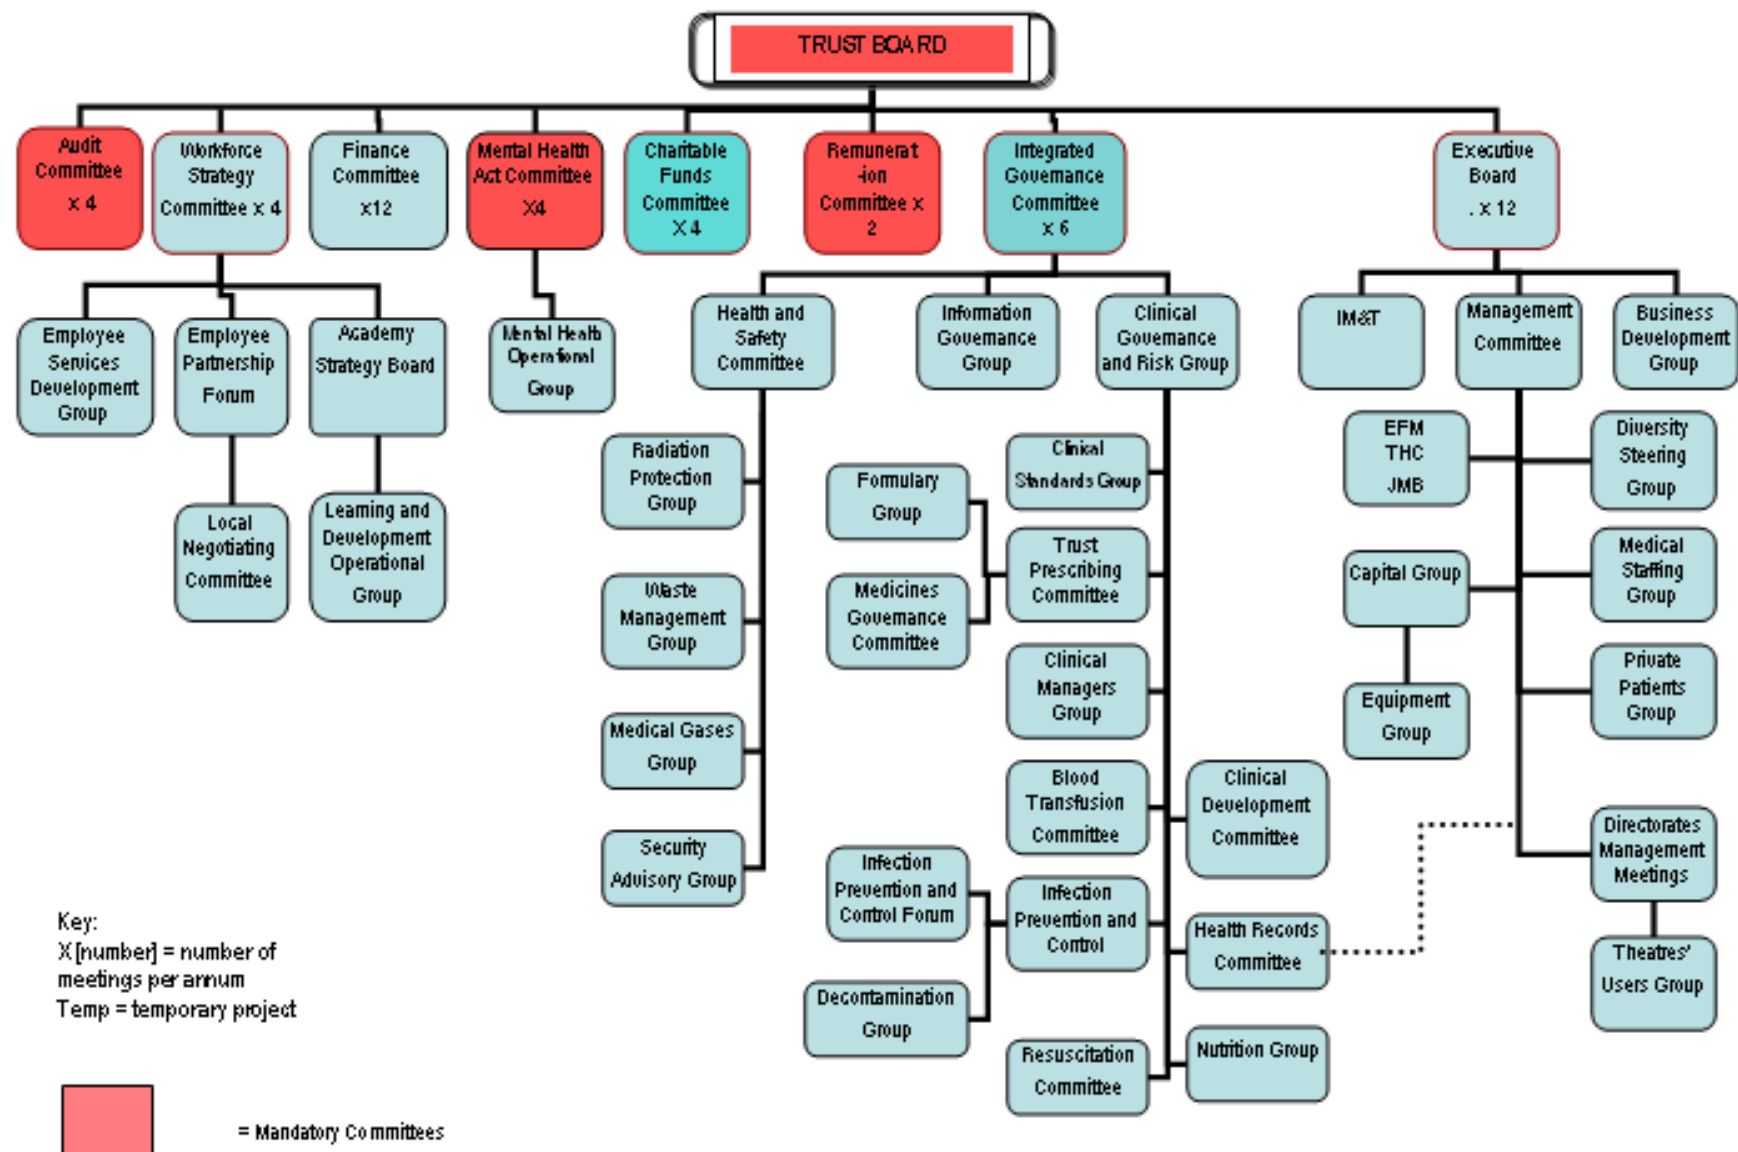 TRUST BOARD
Audit
Committee
x 4
Workforce
Strategy
Committee x 4
Finance
Committee
x12
Mental Health
Act Committee
X4
Charitable
Funds
Committee
X 4
Remunerat
-ion
Committee x
2
Integrated
Governance
Committee
x 6
Executive
Board
. x 12
Employee
Services
Development
Group
Employee
Partnership
Forum
Academy
Strategy Board
Mental Health
Operational
Group
Health and
Safety
Committee
Information
Governance
Group
Clinical
Governance
and Risk Group
IM&T
Management
Committee
Business
Development
Group
Local
Negotiating
Committee
Learning and
Development
Operational
Group
Radiation
Protection
Group
Waste
Management
Group
Medical Gases
Group
Security
Advisory Group
Formulary
Group
Medicines
Governance
Committee
Clinical
Standards Group
Trust
Prescribing
Committee
Clinical
Managers
Group
Blood
Transfusion
Committee
Clinical
Development
Committee
Infection
Prevention and
Control Forum
Infection
Prevention and
Control
Health Records
Committee
Decontamination
Group
Resuscitation
Committee
Nutrition Group
EFM
THC
JMB
Diversity
Steering
Group
Capital Group
Medical
Staffing
Group
Equipment
Group
Private
Patients
Group
Directorates
Management
Meetings
Theatres'
Users Group
Key:
X [number] = number of
meetings per annum
Temp = temporary project
= Mandatory Committees